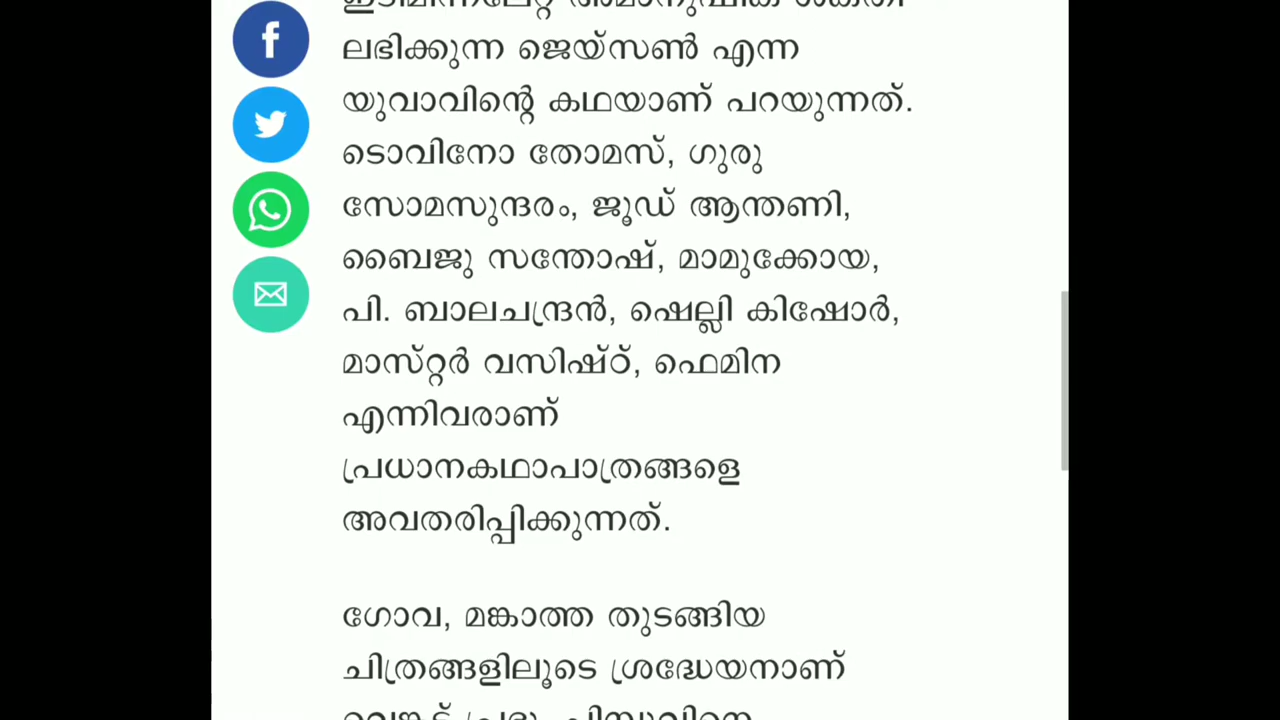 ലഭിക്കുന്ന ജെയ്സൺ എന്ന
യുവാവിന്റെ കഥയാണ് പറയുന്നത്.
ടൊവിനോ തോമസ്, ഗുരു
സോമസുന്ദരം, ജൂഡ് ആന്തണി,
ബൈജു സന്തോഷ്, മാമുക്കോയ,
പി. ബാലചന്ദ്രൻ, ഷെല്ലി കിഷോർ,
മാസ്റ്റർ വസിഷ്ഠ്, ഫെമിന
എന്നിവരാണ്
പ്രധാനകഥാപാത്രങ്ങളെ
അവതരിപ്പിക്കുന്നത്.
ഗോവ, മങ്കാത്ത തുടങ്ങിയ
ചിത്രങ്ങളിലൂടെ ശ്രദ്ധേയനാണ്